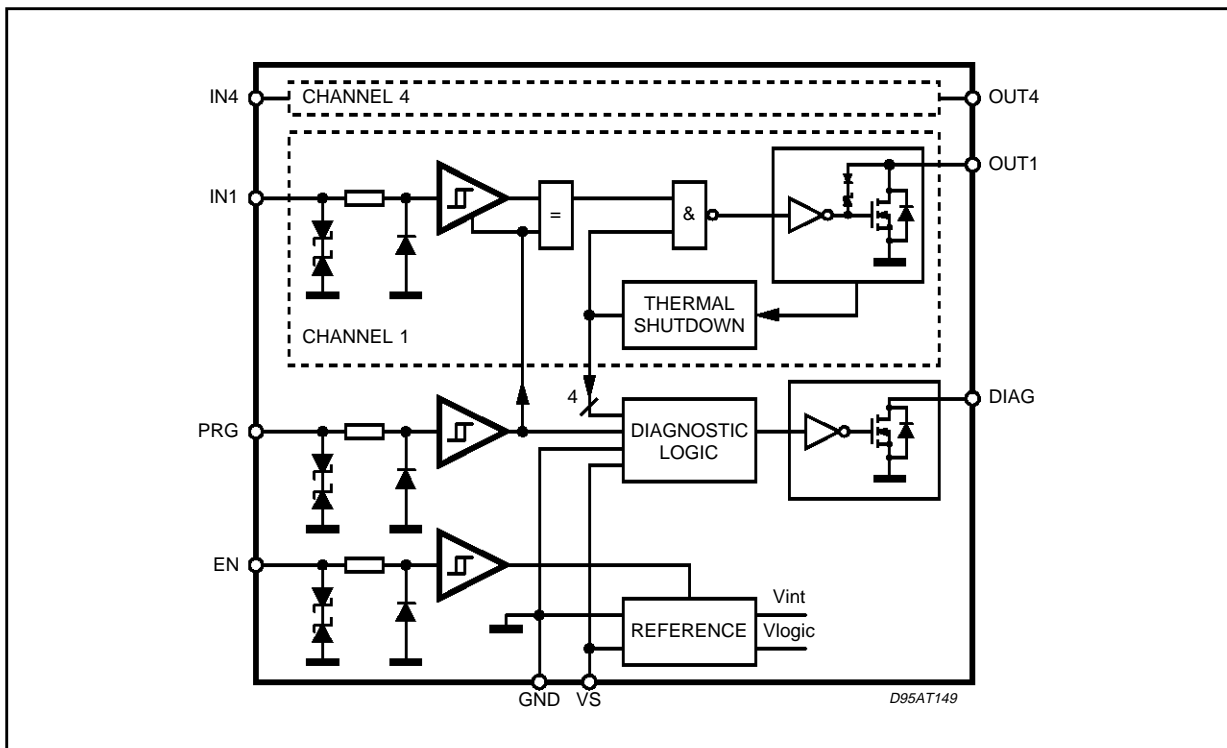 IN4
CHANNEL 4
OUT4
OUT1
IN1
=
&
THERMAL
SHUTDOWN
CHANNEL 1
4
DIAG
PRG
DIAGNOSTIC
LOGIC
EN
Vint
REFERENCE
Vlogic
GND
VS
D95AT149